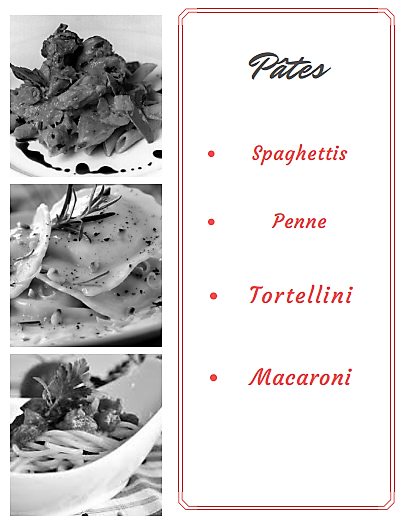 Pâtes
• Spaghettis
• Penne
• Tortellini
• Macaroni